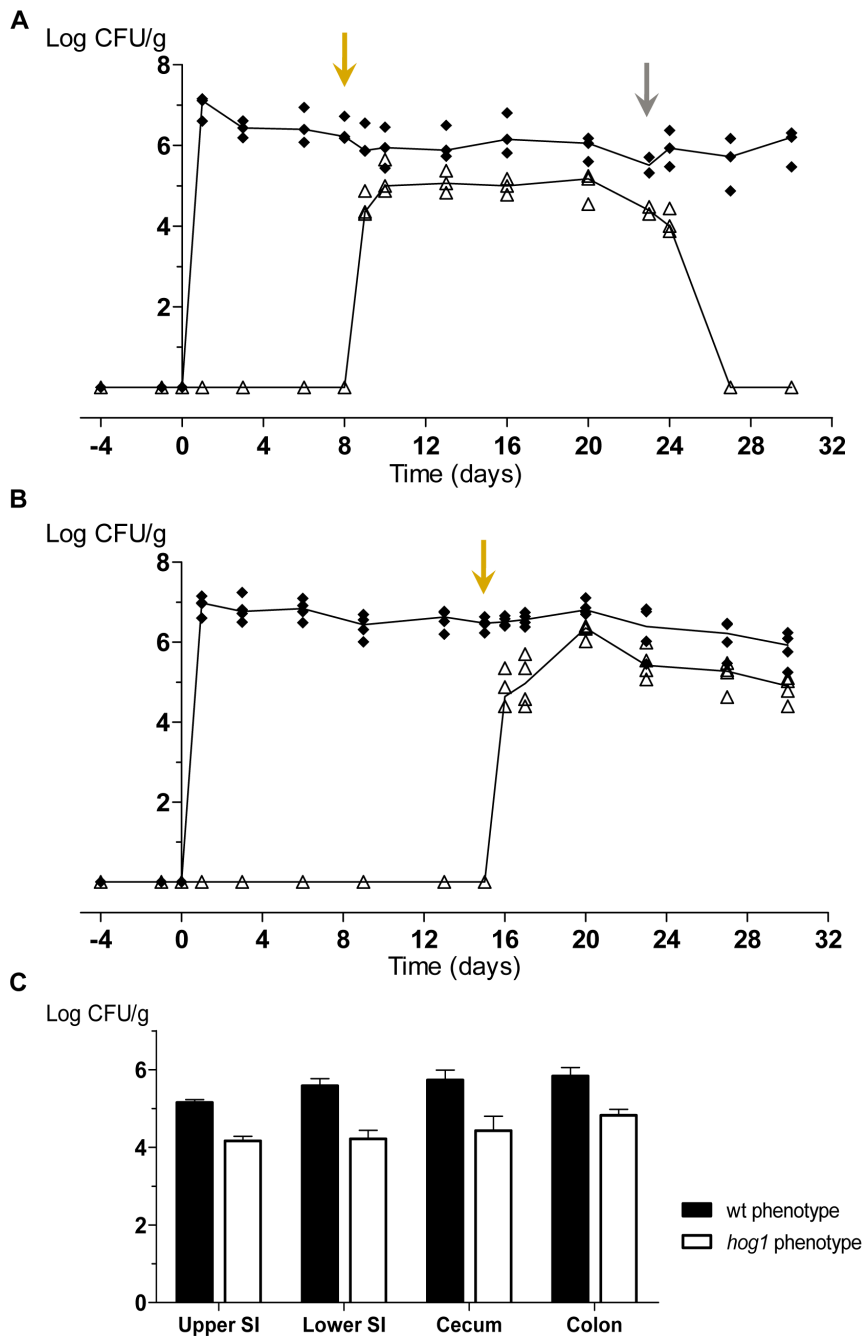 A
Log CFU/g
8
6
4
2
-4 0 4 8 12 16 20 24 28 32
Time (days)
B
Log CFU/g
8
6
4
2
-4 0 4 8 12 16 20 24 28 32
Time (days)
C
Log CFU/g
6
4
2
0
Upper SI Lower SI Cecum Colon
wt phenotype
hog1 phenotype